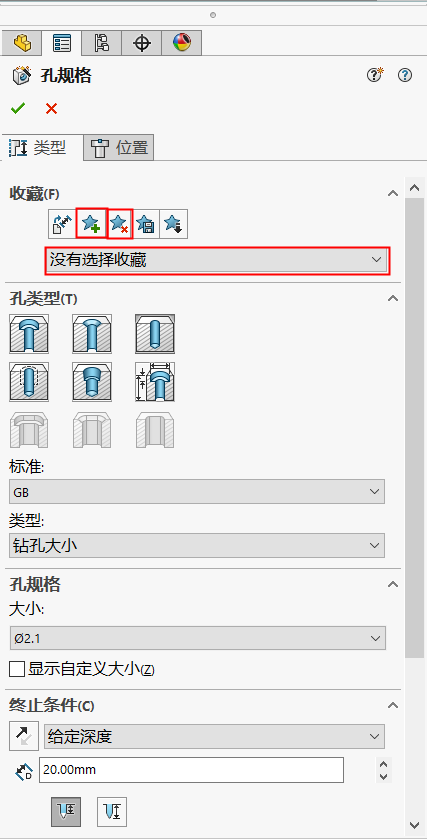 孔规格
类型
位置
收藏(F)
没有选择收藏
孔类型(T)
标准:
GB
类型:
钻孔大小
孔规格
大小:
Ø2.1
显示自定义大小(Z)
终止条件(C)
给定深度
20.00mm